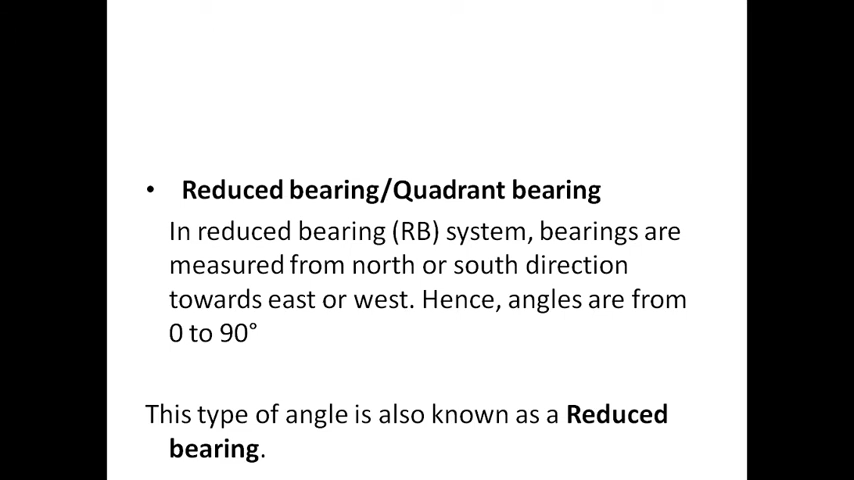 • Reduced bearing/Quadrant bearing
In reduced bearing (RB) system, bearings are
measured from north or south direction
towards east or west. Hence, angles are from
0 to 90°
This type of angle is also known as a Reduced
bearing.